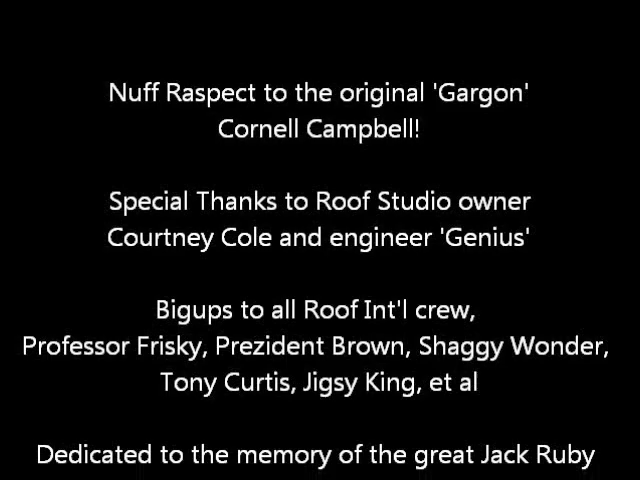 Nuff Raspect to the original 'Gargon'
Cornell Campbell!
Special Thanks to Roof Studio owner
Courtney Cole and engineer 'Genius'
Bigups to all Roof Int'l crew,
Professor Frisky, Prezident Brown, Shaggy Wonder,
Tony Curtis, Jigsy King, et al
Dedicated to the memory of the great Jack Ruby